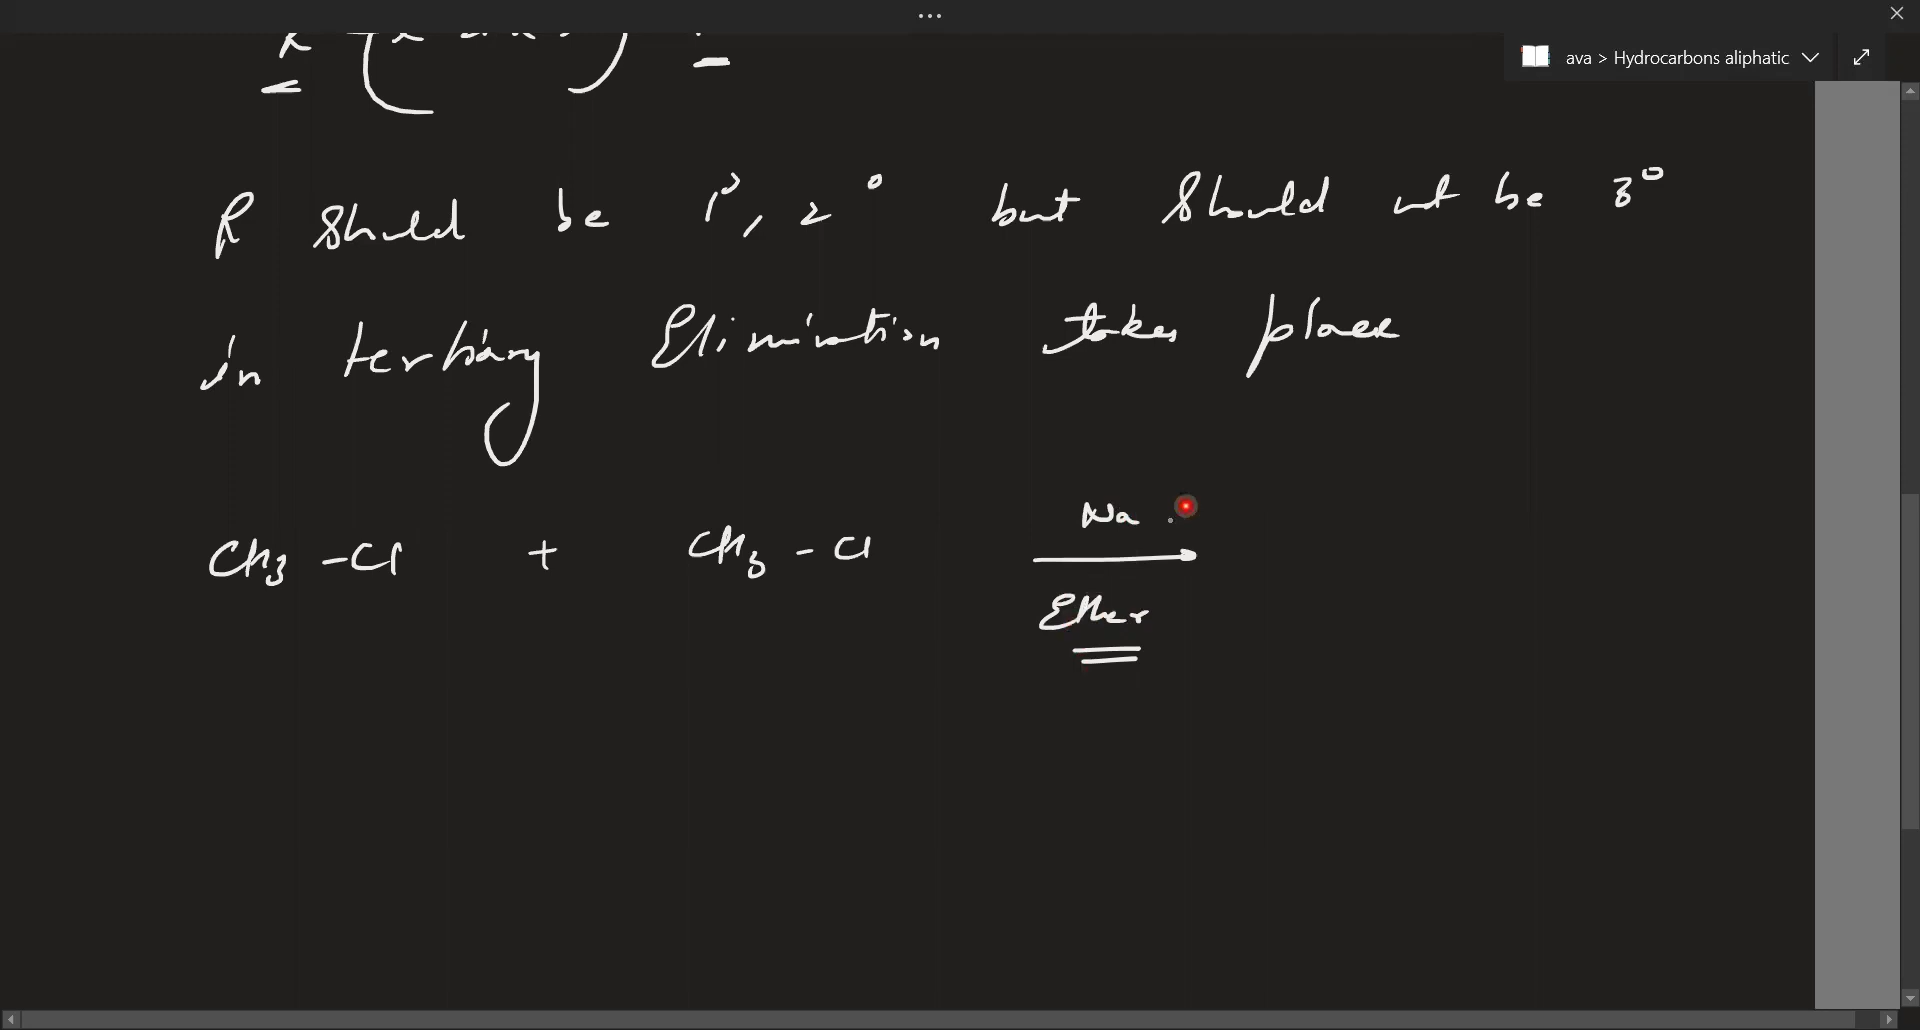 ava > Hydrocarbons aliphatic
R should be 1°, 2° but should not be 3°
in tertiary Elimination takes place
CH3 -Cl + CH3 - Cl Na
Ether